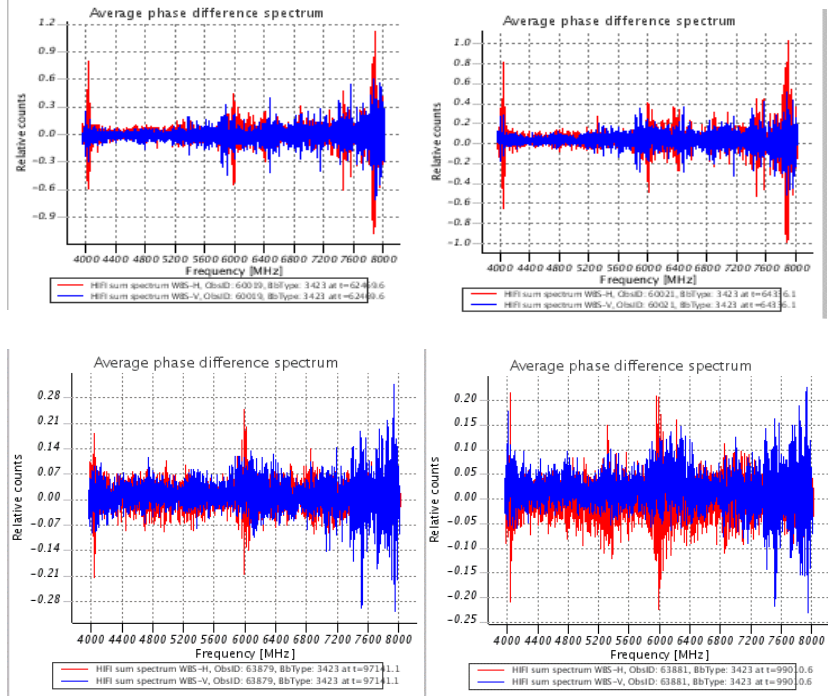 Average phase difference spectrum
1.2
0.9
0.6
0.3
0.0
−0.3
−0.6
−0.9
Relative counts
4000 4400 4800 5200 5600 6000 6400 6800 7200 7600 8000
Frequency [MHz]
HIFI sum spectrum WBS-H, ObsID: 60019, BbType: 3423 at t=62469.6
HIFI sum spectrum WBS-V, ObsID: 60019, BbType: 3423 at t=62469.6
Average phase difference spectrum
1.0
0.8
0.6
0.4
0.2
0.0
−0.2
−0.4
−0.6
−0.8
−1.0
Relative counts
4000 4400 4800 5200 5600 6000 6400 6800 7200 7600 8000
Frequency [MHz]
HIFI sum spectrum WBS-H, ObsID: 60021, BbType: 3423 at t=64336.1
HIFI sum spectrum WBS-V, ObsID: 60021, BbType: 3423 at t=64336.1
Average phase difference spectrum
0.28
0.21
0.14
0.07
0.00
−0.07
−0.14
−0.21
−0.28
Relative counts
4000 4400 4800 5200 5600 6000 6400 6800 7200 7600 8000
Frequency [MHz]
HIFI sum spectrum WBS-H, ObsID: 63879, BbType: 3423 at t=97141.1
HIFI sum spectrum WBS-V, ObsID: 63879, BbType: 3423 at t=97141.1
Average phase difference spectrum
0.20
0.15
0.10
0.05
0.00
−0.05
−0.10
−0.15
−0.20
−0.25
Relative counts
4000 4400 4800 5200 5600 6000 6400 6800 7200 7600 8000
Frequency [MHz]
HIFI sum spectrum WBS-H, ObsID: 63881, BbType: 3423 at t=99010.6
HIFI sum spectrum WBS-V, ObsID: 63881, BbType: 3423 at t=99010.6